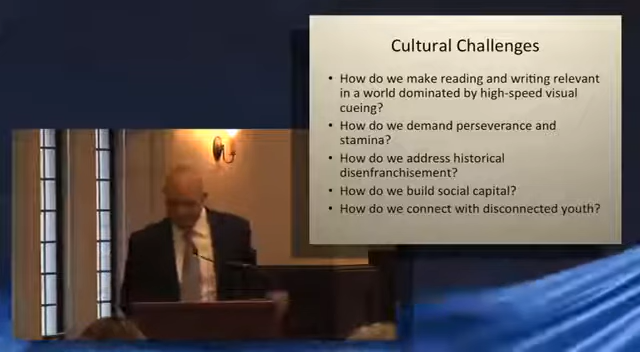 Cultural Challenges
• How do we make reading and writing relevant
in a world dominated by high-speed visual
cueing?
• How do we demand perseverance and
stamina?
• How do we address historical
disenfranchisement?
• How do we build social capital?
• How do we connect with disconnected youth?